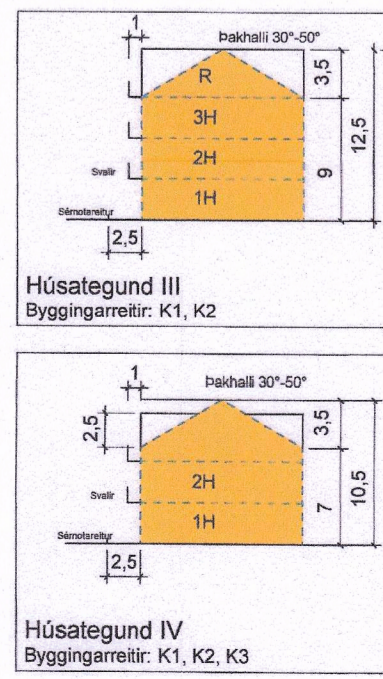 1
Þakhalli 30°-50°
R
3,5
3H
12,5
2H
9
Svalir
1H
Sérnotareitur
2,5
Húsategund III
Byggingarreitir: K1, K2
1
Þakhalli 30°-50°
2,5
3,5
2H
10,5
Svalir
7
1H
Sérnotareitur
2,5
Húsategund IV
Byggingarreitir: K1, K2, K3